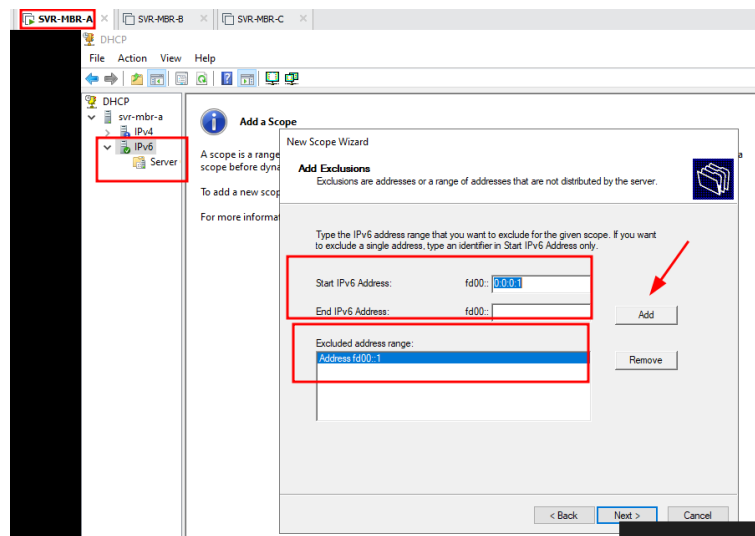 SVR-MBR-A
SVR-MBR-B
SVR-MBR-C
DHCP
File Action View Help
DHCP
svr-mbr-a
IPv4
IPv6
Server
Add a Scope
A scope is a range
a
scope before dyna
To add a new scop
For more informat
New Scope Wizard
Add Exclusions
Exclusions are addresses or a range of addresses that are not distributed by the server.
Type the IPv6 address range that you want to exclude for the given scope. If you want
to exclude a single address, type an identifier in Start IPv6 Address only.
Start IPv6 Address: fd00:: 0:0:0:1
End IPv6 Address: fd00::
Add
Excluded address range:
Address fd00::1
Remove
< Back Next > Cancel